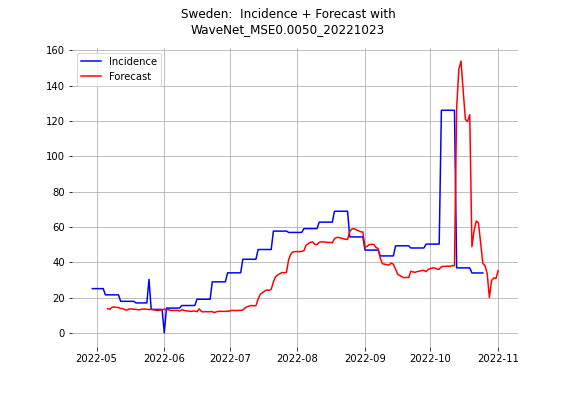 Sweden:  Incidence + Forecast with
WaveNet_MSE0.0050_20221023
Incidence
Forecast
160
140
120
100
80
60
40
20
0
2022-05 2022-06 2022-07 2022-08 2022-09 2022-10 2022-11